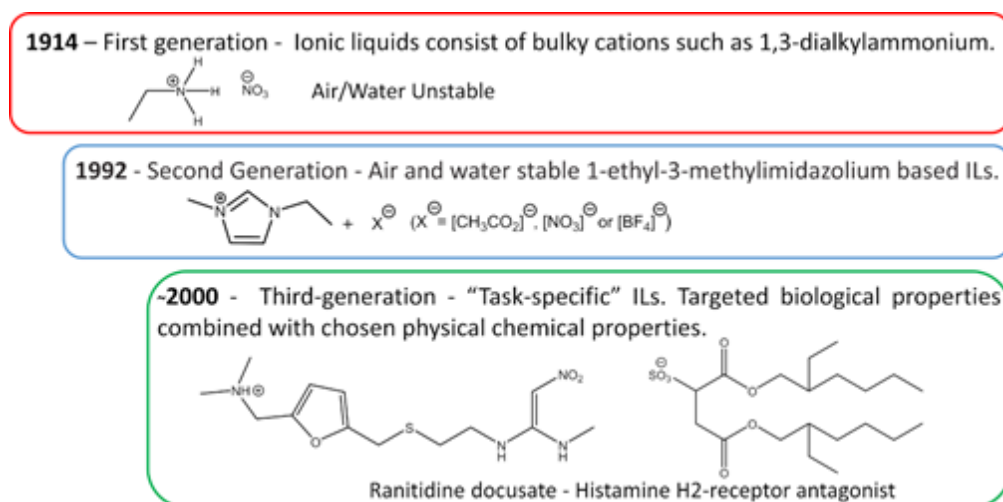 1914 – First generation - Ionic liquids consist of bulky cations such as 1,3-dialkylammonium.
H
⊕
N
H
H
⊖
NO₃
Air/Water Unstable
1992 - Second Generation - Air and water stable 1-ethyl-3-methylimidazolium based ILs.
N⊕ N + X⊖ (X⊖= [CH₃CO₂]⊖, [NO₃]⊖ or [BF₄]⊖)
~2000 - Third-generation - “Task-specific” ILs. Targeted biological properties
combined with chosen physical chemical properties.
NH⊕
O
S
N
H
NO₂
N
H
⊖
SO₃
O
O
O
O
Ranitidine docusate - Histamine H2-receptor antagonist